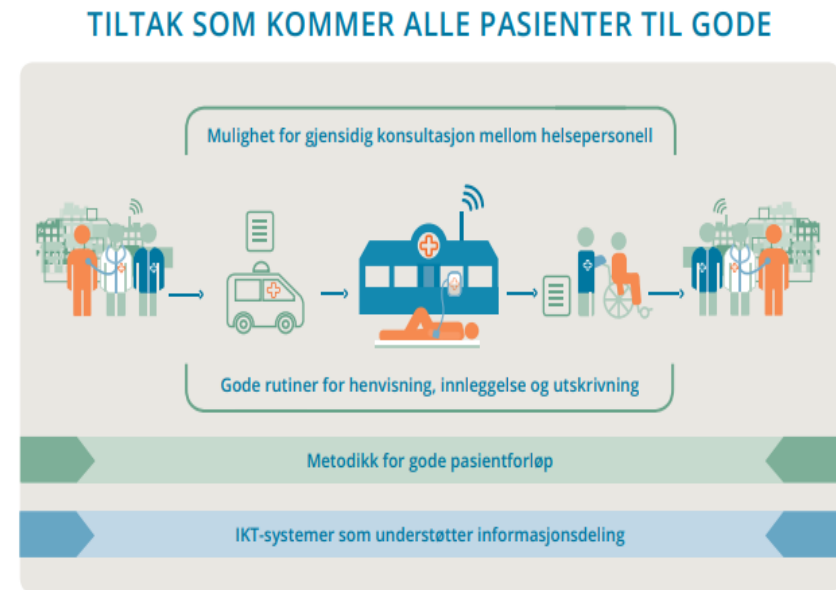 TILTAK SOM KOMMER ALLE PASIENTER TIL GODE
Mulighet for gjensidig konsultasjon mellom helsepersonell
Gode rutiner for henvisning, innleggelse og utskrivning
Metodikk for gode pasientforløp
IKT-systemer som understøtter informasjonsdeling